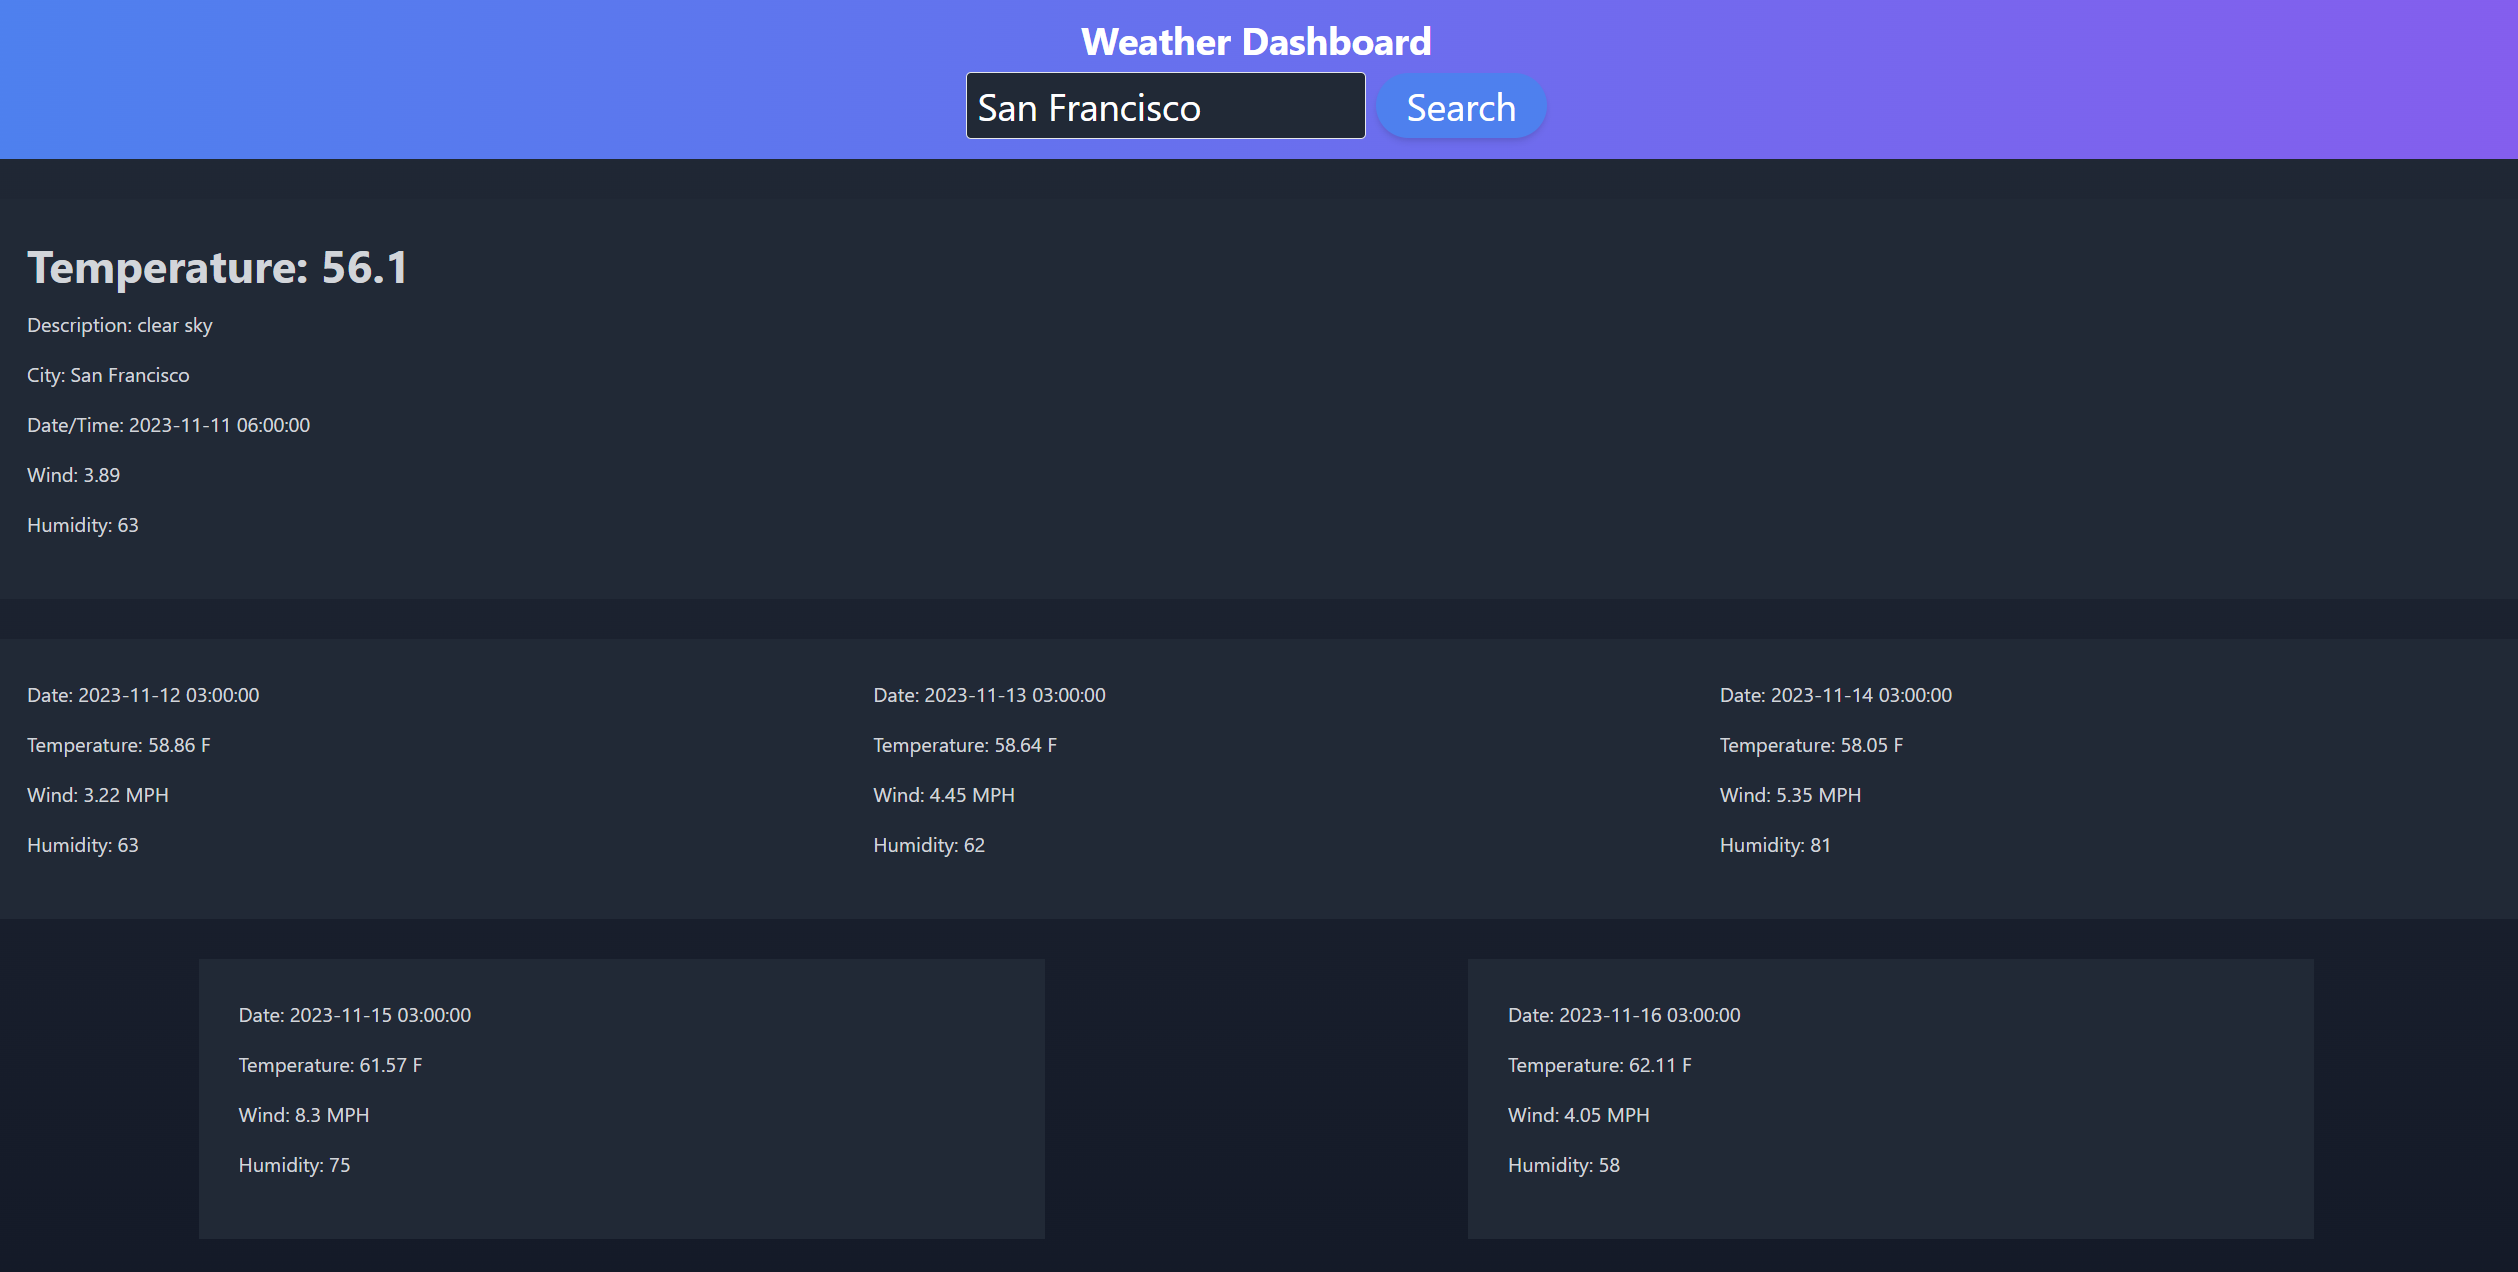 Weather Dashboard
San Francisco
Search
Temperature: 56.1
Description: clear sky
City: San Francisco
Date/Time: 2023-11-11 06:00:00
Wind: 3.89
Humidity: 63
Date: 2023-11-12 03:00:00
Temperature: 58.86 F
Wind: 3.22 MPH
Humidity: 63
Date: 2023-11-13 03:00:00
Temperature: 58.64 F
Wind: 4.45 MPH
Humidity: 62
Date: 2023-11-14 03:00:00
Temperature: 58.05 F
Wind: 5.35 MPH
Humidity: 81
Date: 2023-11-15 03:00:00
Temperature: 61.57 F
Wind: 8.3 MPH
Humidity: 75
Date: 2023-11-16 03:00:00
Temperature: 62.11 F
Wind: 4.05 MPH
Humidity: 58